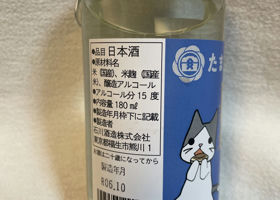 ●品目 日本酒
●原材料名
米(国産)、米麹(国産
米)、醸造アルコール
●アルコール分 15 度
●内容量 180㎖
●製造年月枠下に記載
●製造者
石川酒造株式会社
東京都福生市熊川1
お酒は二十歳になってから
製造年月
R06.10
たま